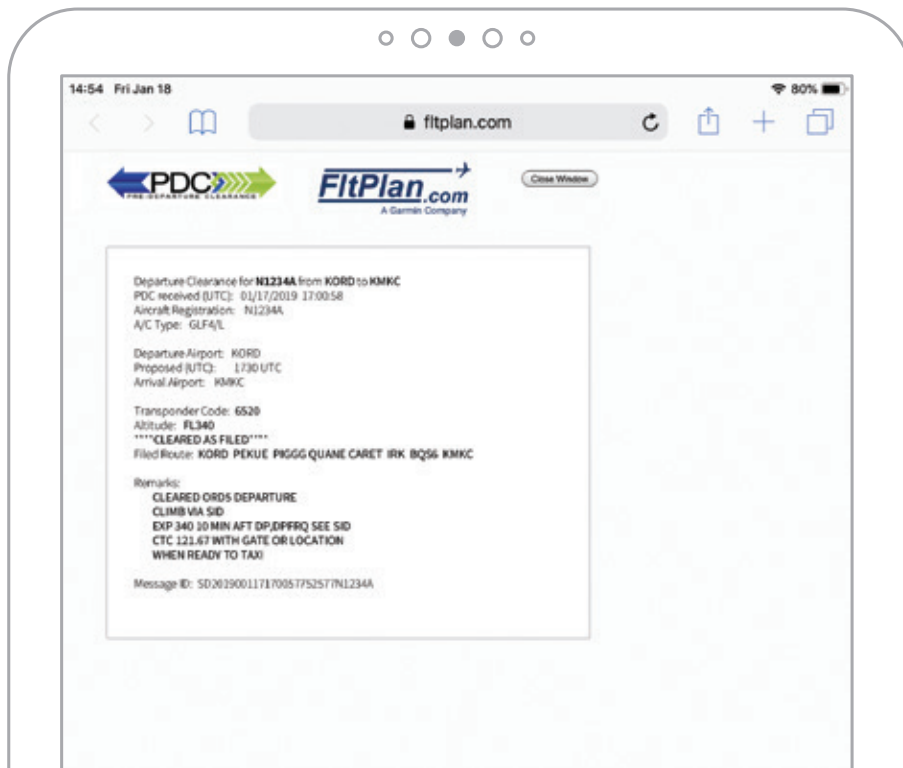 14:54 Fri Jan 18
80%
fltplan.com
PDC
PRE-DEPARTURE CLEARANCE
FltPlan.com
A Garmin Company
Close Window
Departure Clearance for N1234A from KORD to KMKC
PDC received (UTC): 01/17/2019 17:00:58
Aircraft Registration: N1234A
A/C Type: GLF4/L
Departure Airport: KORD
Proposed (UTC): 1730 UTC
Arrival Airport: KMKC
Transponder Code: 6520
Altitude: FL340
****CLEARED AS FILED****
Filed Route: KORD PEKUE PIGGG QUANE CARET IRK BQS6 KMKC
Remarks:
CLEARED ORD5 DEPARTURE
CLIMB VIA SID
EXP 340 10 MIN AFT DP,DPFRQ SEE SID
CTC 121.67 WITH GATE OR LOCATION
WHEN READY TO TAXI
Message ID: